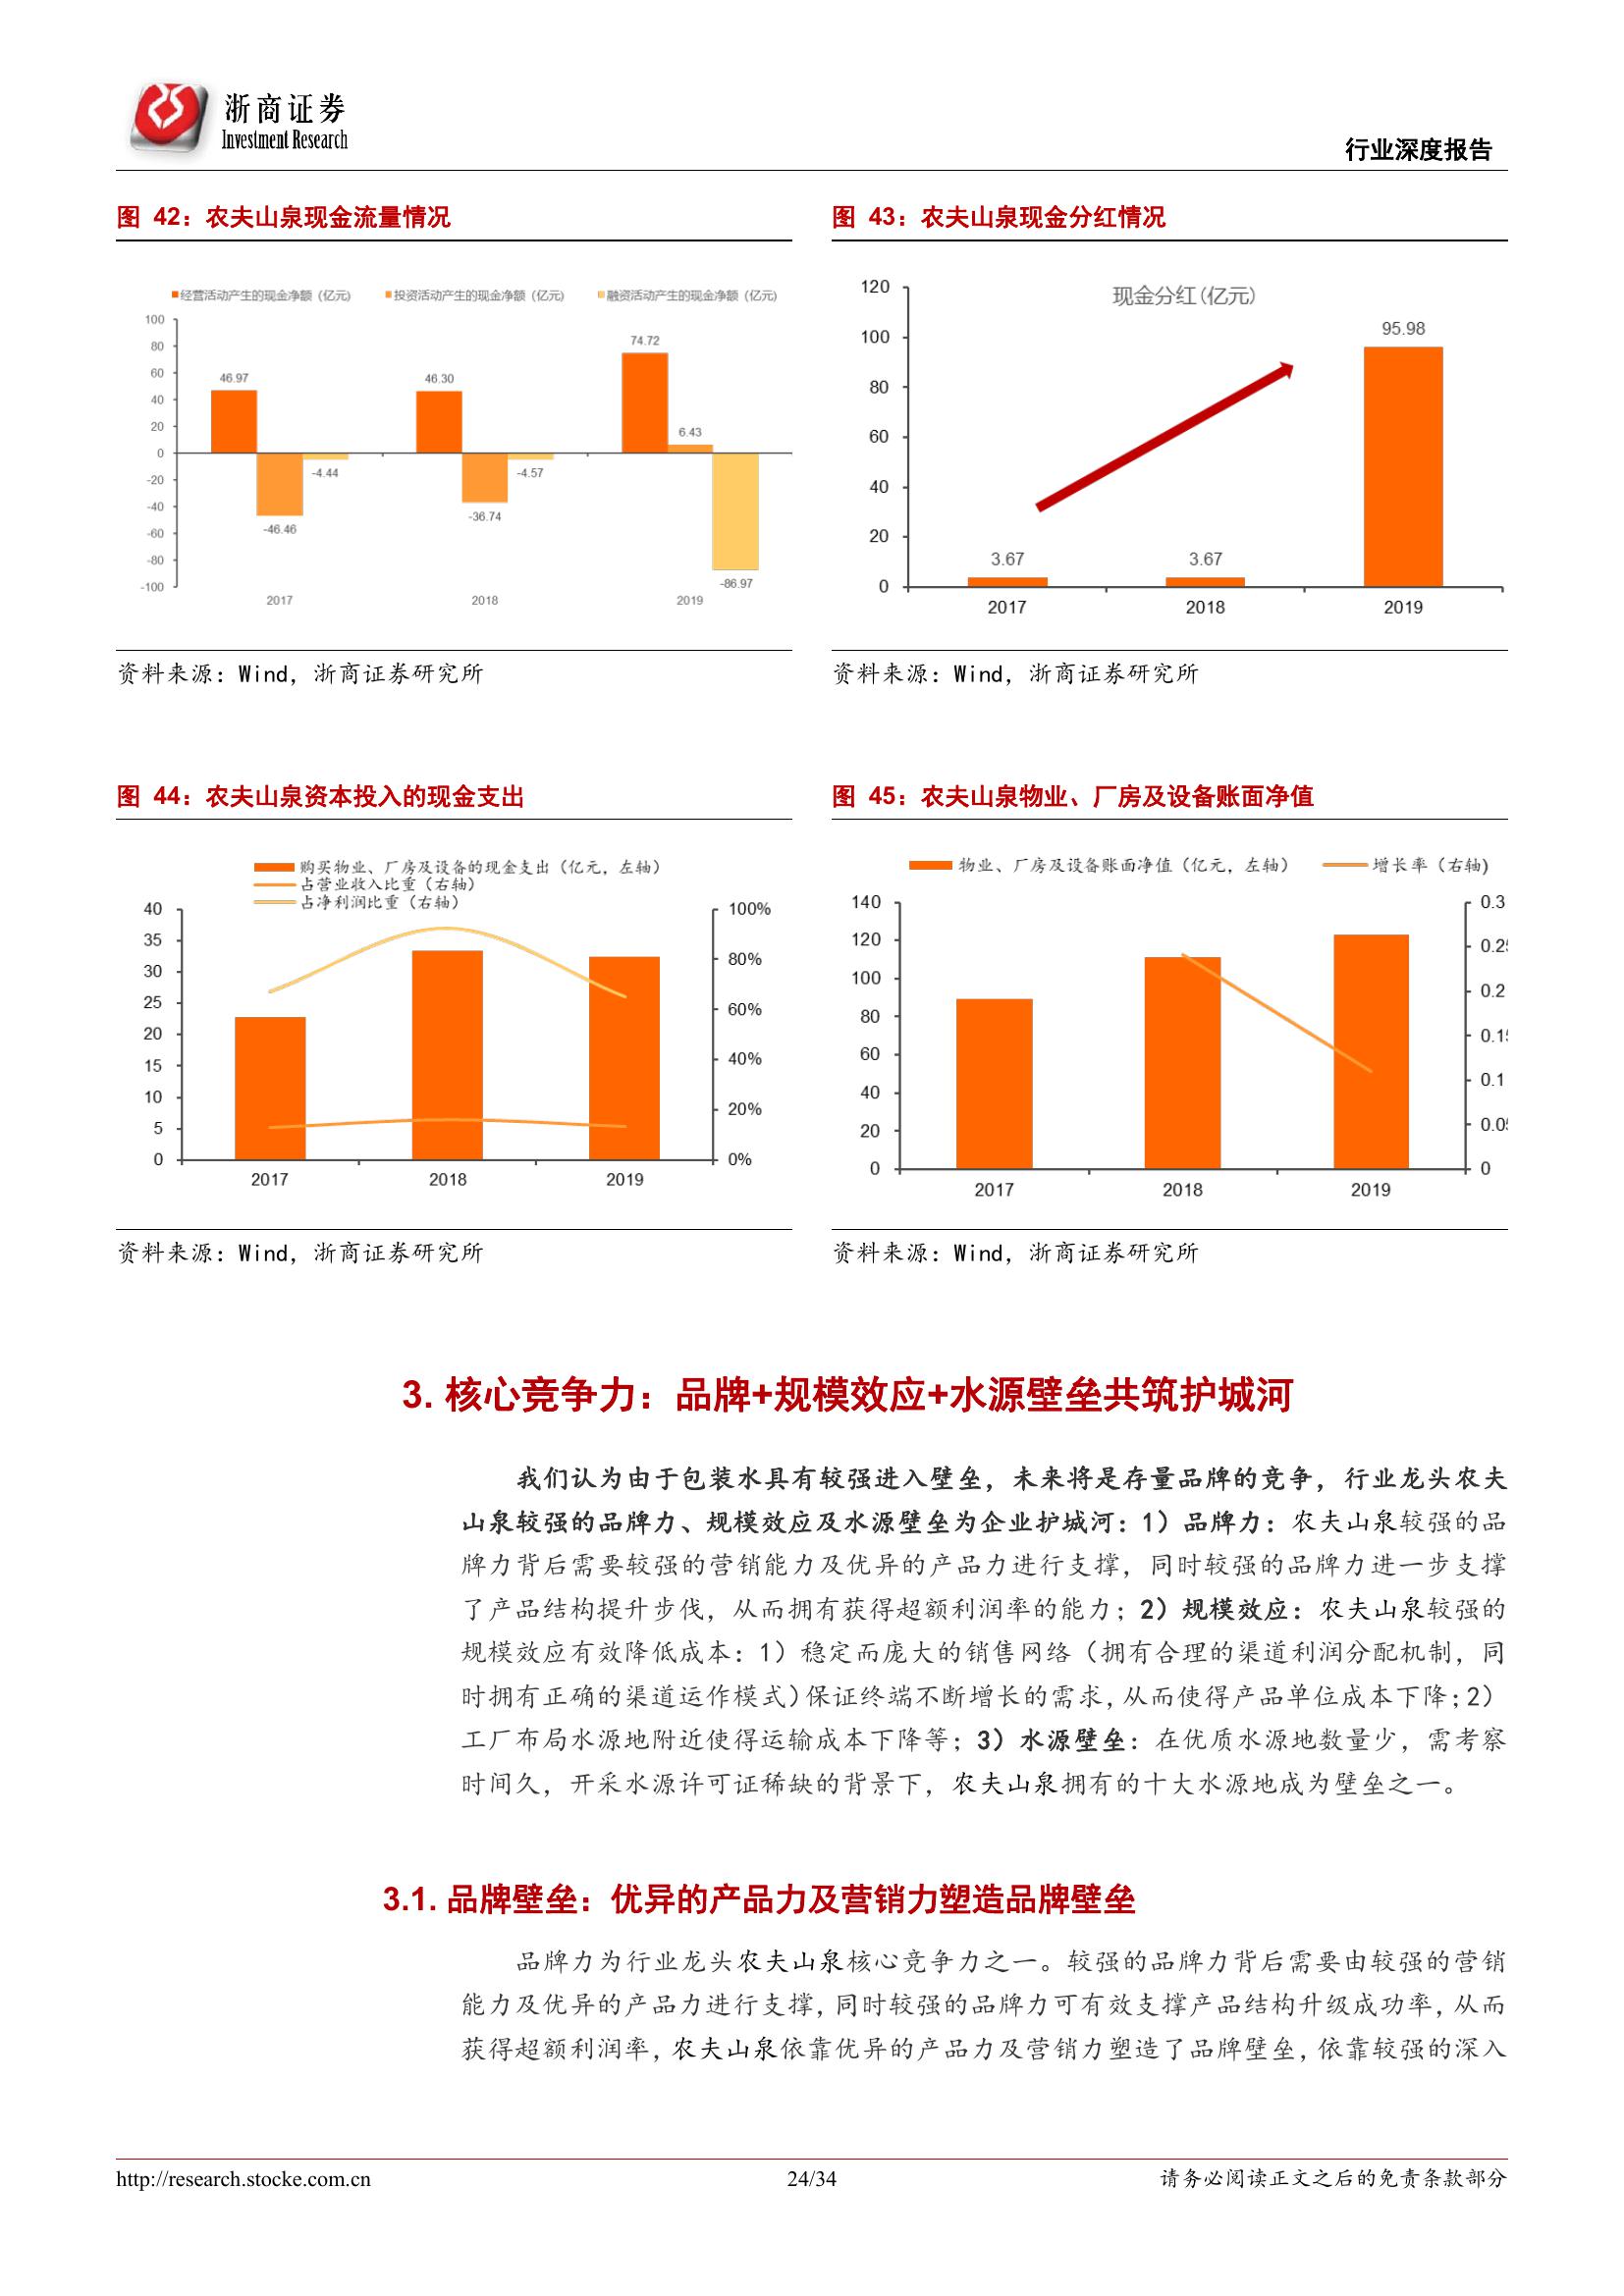 浙商证券
Investment Research
行业深度报告
图 42：农夫山泉现金流量情况
经营活动产生的现金净额（亿元） 投资活动产生的现金净额（亿元） 融资活动产生的现金净额（亿元）
100
80
60
40
20
0
-20
-40
-60
-80
-100
46.97
-46.46
-4.44
46.30
-36.74
-4.57
74.72
6.43
-86.97
2017 2018 2019
资料来源：Wind，浙商证券研究所
图 43：农夫山泉现金分红情况
现金分红(亿元)
120
100
80
60
40
20
0
3.67 3.67 95.98
2017 2018 2019
资料来源：Wind，浙商证券研究所
图 44：农夫山泉资本投入的现金支出
购买物业、厂房及设备的现金支出（亿元，左轴）
占营业收入比重（右轴）
占净利润比重（右轴）
40
35
30
25
20
15
10
5
0
100%
80%
60%
40%
20%
0%
2017 2018 2019
资料来源：Wind，浙商证券研究所
图 45：农夫山泉物业、厂房及设备账面净值
物业、厂房及设备账面净值（亿元，左轴） 增长率（右轴）
140
120
100
80
60
40
20
0
0.3
0.2
0.1
0
2017 2018 2019
资料来源：Wind，浙商证券研究所
3. 核心竞争力：品牌+规模效应+水源壁垒共筑护城河
我们认为由于包装水具有较强进入壁垒，未来将是存量品牌的竞争，行业龙头农夫
山泉较强的品牌力、规模效应及水源壁垒为企业护城河：1）品牌力：农夫山泉较强的品
牌力背后需要较强的营销能力及优异的产品力进行支撑，同时较强的品牌力进一步支撑
了产品结构提升步伐，从而拥有获得超额利润率的能力；2）规模效应：农夫山泉较强的
规模效应有效降低成本：1）稳定而庞大的销售网络（拥有合理的渠道利润分配机制，同
时拥有正确的渠道运作模式）保证终端不断增长的需求，从而使得产品单位成本下降；2）
工厂布局水源地附近使得运输成本下降等；3）水源壁垒：在优质水源地数量少，需考察
时间久，开采水源许可证稀缺的背景下，农夫山泉拥有的十大水源地成为壁垒之一。
3.1. 品牌壁垒：优异的产品力及营销力塑造品牌壁垒
品牌力为行业龙头农夫山泉核心竞争力之一。较强的品牌力背后需要由较强的营销
能力及优异的产品力进行支撑，同时较强的品牌力可有效支撑产品结构升级成功率，从而
获得超额利润率，农夫山泉依靠优异的产品力及营销力塑造了品牌壁垒，依靠较强的深入
http://research.stocke.com.cn
24/34
请务必阅读正文之后的免责条款部分